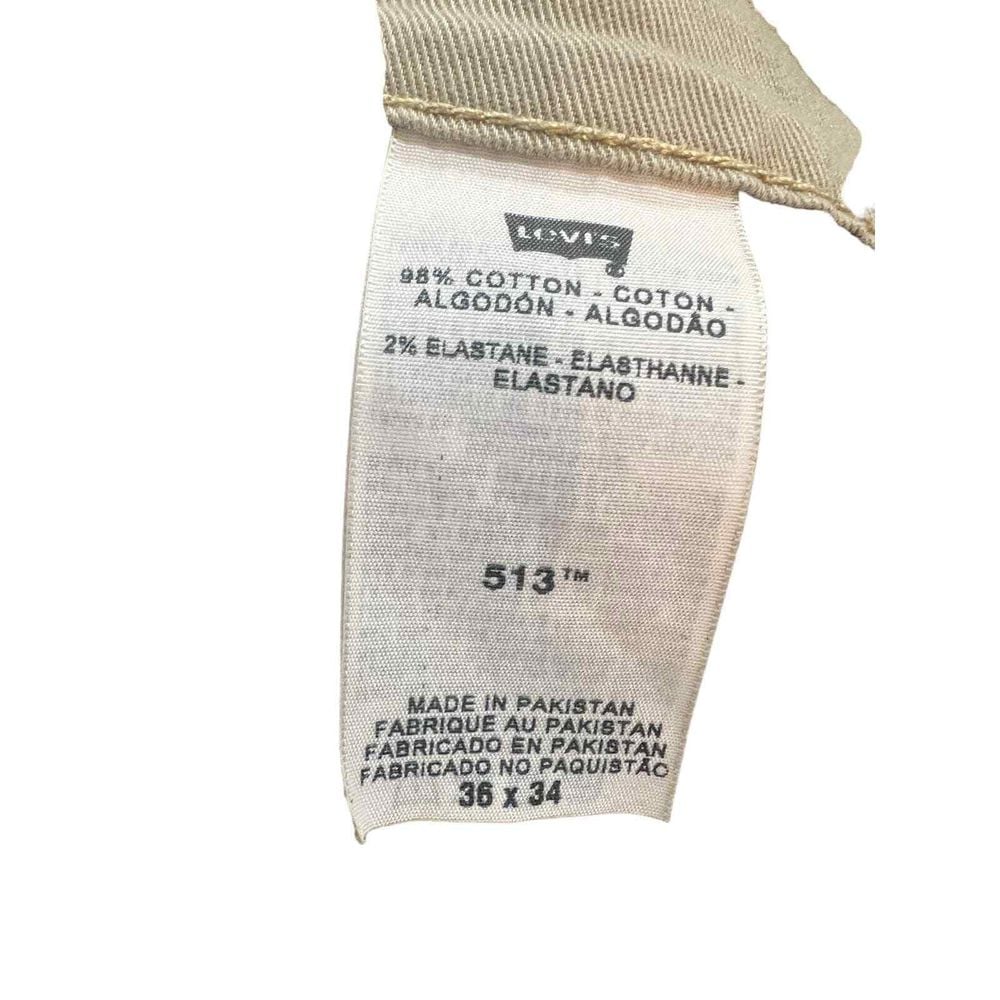 Levi's
®
98% COTTON - COTON -
ALGODÓN - ALGODÃO
2% ELASTANE - ÉLASTHANNE -
ELASTANO
513™
MADE IN PAKISTAN
FABRIQUE AU PAKISTAN
FABRICADO EN PAKISTAN
FABRICADO NO PAQUISTÃO
36 x 34